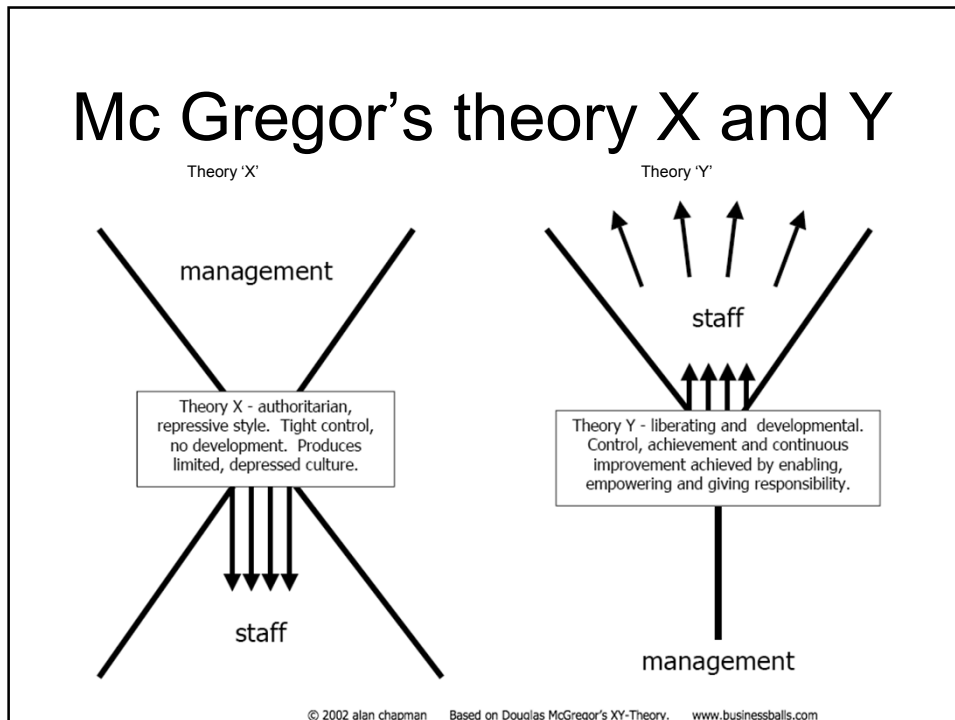 Mc Gregor’s theory X and Y
Theory ‘X’
management
Theory X - authoritarian,
repressive style.  Tight control,
no development.  Produces
limited, depressed culture.
staff
Theory ‘Y’
staff
Theory Y - liberating and  developmental.
Control, achievement and continuous
improvement achieved by enabling,
empowering and giving responsibility.
management
© 2002 alan chapman    Based on Douglas McGregor’s XY-Theory.    www.businessballs.com